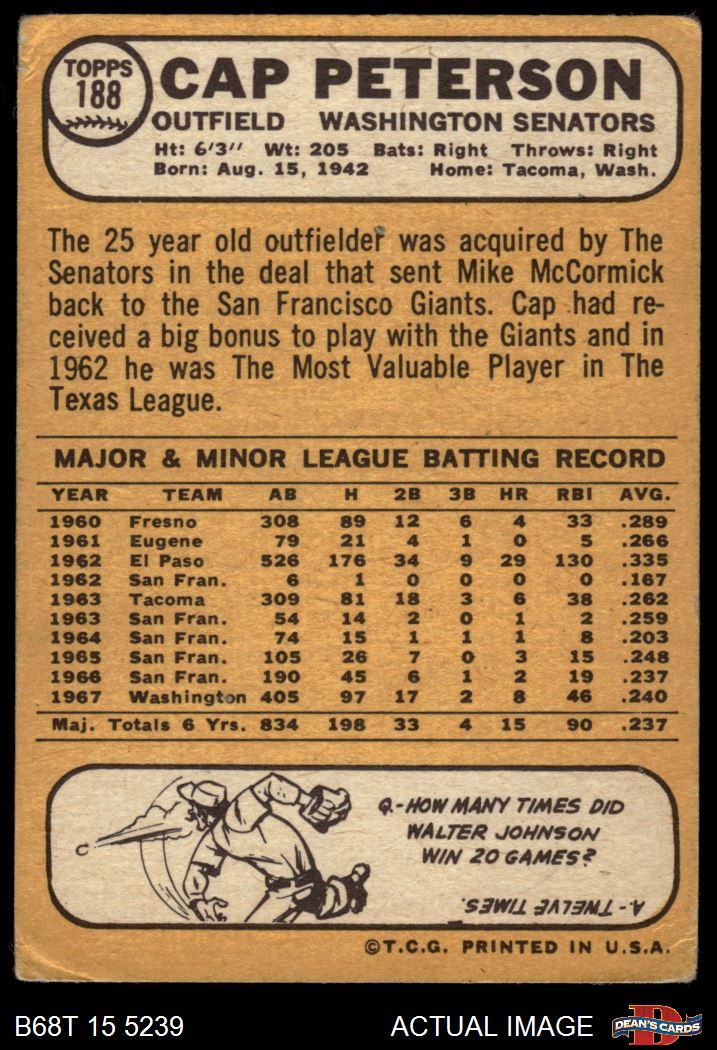 TOPPS
188
CAP PETERSON
OUTFIELD WASHINGTON SENATORS
Ht: 6'3" Wt: 205 Bats: Right Throws: Right
Born: Aug. 15, 1942 Home: Tacoma, Wash.
The 25 year old outfielder was acquired by The
Senators in the deal that sent Mike McCormick
back to the San Francisco Giants. Cap had re-
ceived a big bonus to play with the Giants and in
1962 he was The Most Valuable Player in The
Texas League.
MAJOR & MINOR LEAGUE BATTING RECORD
YEAR TEAM AB H 2B 3B HR RBI AVG.
1960 Fresno 308 89 12 6 4 33 .289
1961 Eugene 79 21 4 1 0 5 .266
1962 El Paso 526 176 34 9 29 130 .335
1962 San Fran. 6 1 0 0 0 0 .167
1963 Tacoma 309 81 18 3 6 38 .262
1963 San Fran. 54 14 2 0 1 2 .259
1964 San Fran. 74 15 1 1 1 8 .203
1965 San Fran. 105 26 7 0 3 15 .248
1966 San Fran. 190 45 6 1 2 19 .237
1967 Washington 405 97 17 2 8 46 .240
Maj. Totals 6 Yrs. 834 198 33 4 15 90 .237
Q.-HOW MANY TIMES DID
WALTER JOHNSON
WIN 20 GAMES?
A-TWELVE TIMES.
©T.C.G. PRINTED IN U.S.A.
B68T 15 5239 ACTUAL IMAGE D
DEAN'S CARDS